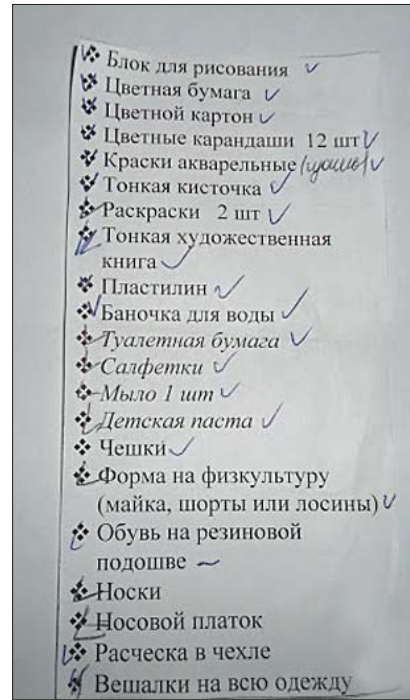 ❖ Блок для рисования ✓
❖ Цветная бумага ✓
❖ Цветной картон ✓
❖ Цветные карандаши 12 шт ✓
❖ Краски акварельные (гуашь) ✓
❖ Тонкая кисточка ✓
❖ Раскраски 2 шт ✓
❖ Тонкая художественная
книга ✓
❖ Пластилин ✓
❖ Баночка для воды ✓
❖ Туалетная бумага ✓
❖ Салфетки ✓
❖ Мыло 1 шт ✓
❖ Детская паста ✓
❖ Чешки ✓
❖ Форма на физкультуру
(майка, шорты или лосины) ✓
❖ Обувь на резиновой
подошве ~
❖ Носки
❖ Носовой платок
❖ Расческа в чехле
❖ Вешалки на всю одежду